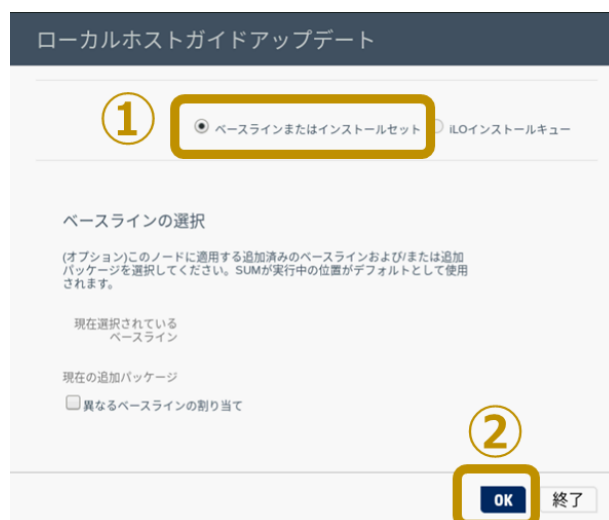 ローカルホストガイドアップデート
①
ベースラインまたはインストールセット iLOインストールキュー
ベースラインの選択
(オプション)このノードに適用する追加済みのベースラインおよび/または追加
パッケージを選択してください。SUMが実行中の位置がデフォルトとして使用
されます。
現在選択されている
ベースライン
現在の追加パッケージ
異なるベースラインの割り当て
②
OK 終了